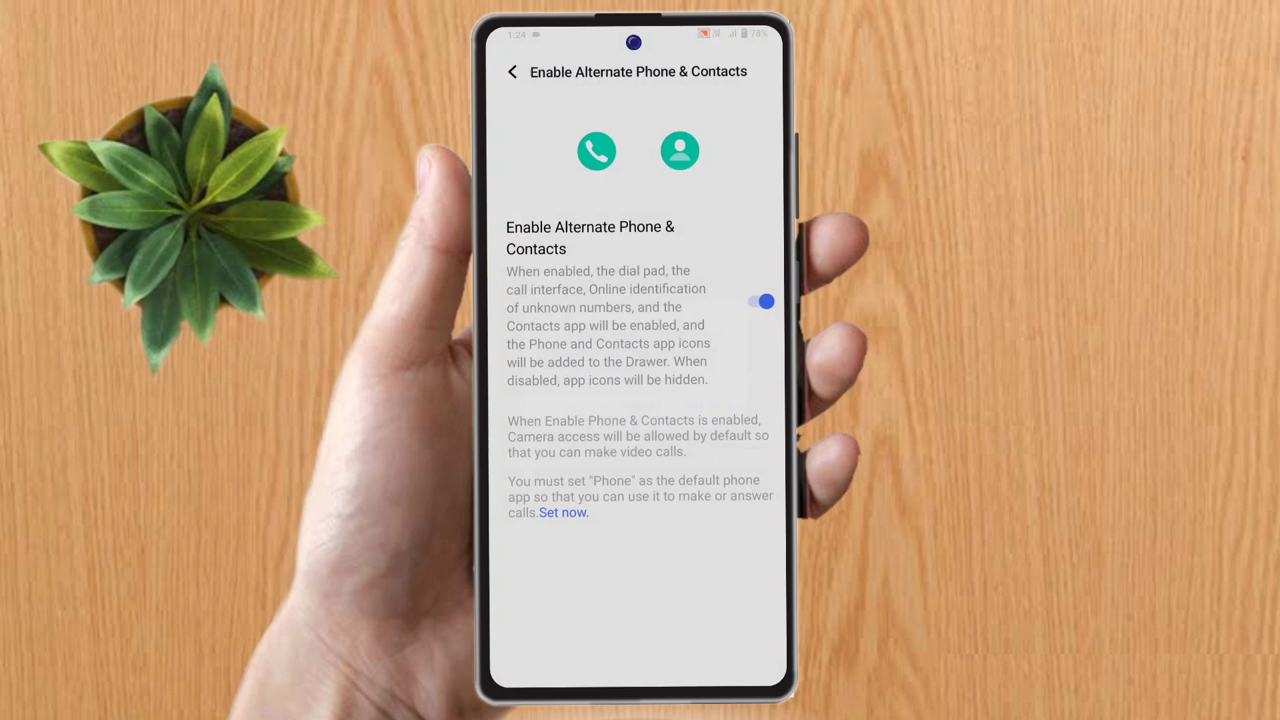 1:24
78%
Enable Alternate Phone & Contacts
Enable Alternate Phone &
Contacts
When enabled, the dial pad, the
call interface, Online identification
of unknown numbers, and the
Contacts app will be enabled, and
the Phone and Contacts app icons
will be added to the Drawer. When
disabled, app icons will be hidden.
When Enable Phone & Contacts is enabled,
Camera access will be allowed by default so
that you can make video calls.
You must set "Phone" as the default phone
app so that you can use it to make or answer
calls.Set now.